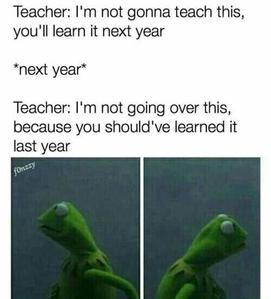 Teacher: I'm not gonna teach this,
you'll learn it next year
*next year*
Teacher: I'm not going over this,
because you should've learned it
last year